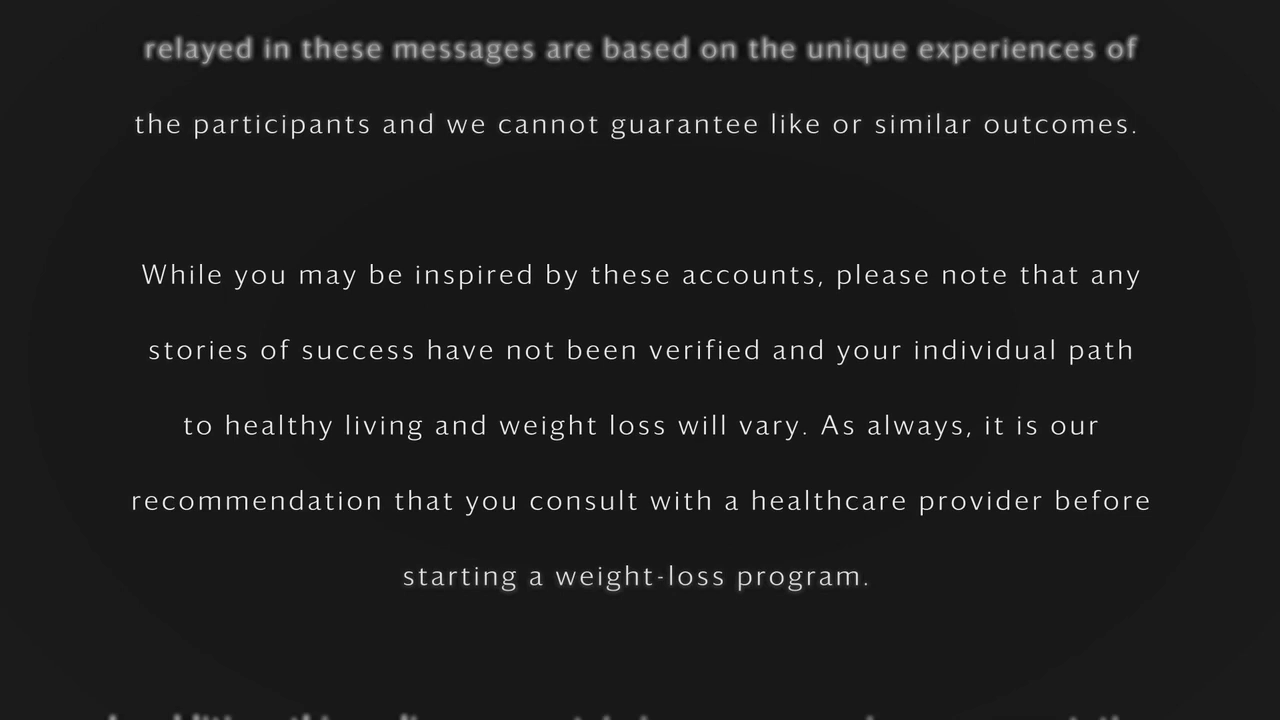 relayed in these messages are based on the unique experiences of
the participants and we cannot guarantee like or similar outcomes.
While you may be inspired by these accounts, please note that any
stories of success have not been verified and your individual path
to healthy living and weight loss will vary. As always, it is our
recommendation that you consult with a healthcare provider before
starting a weight-loss program.